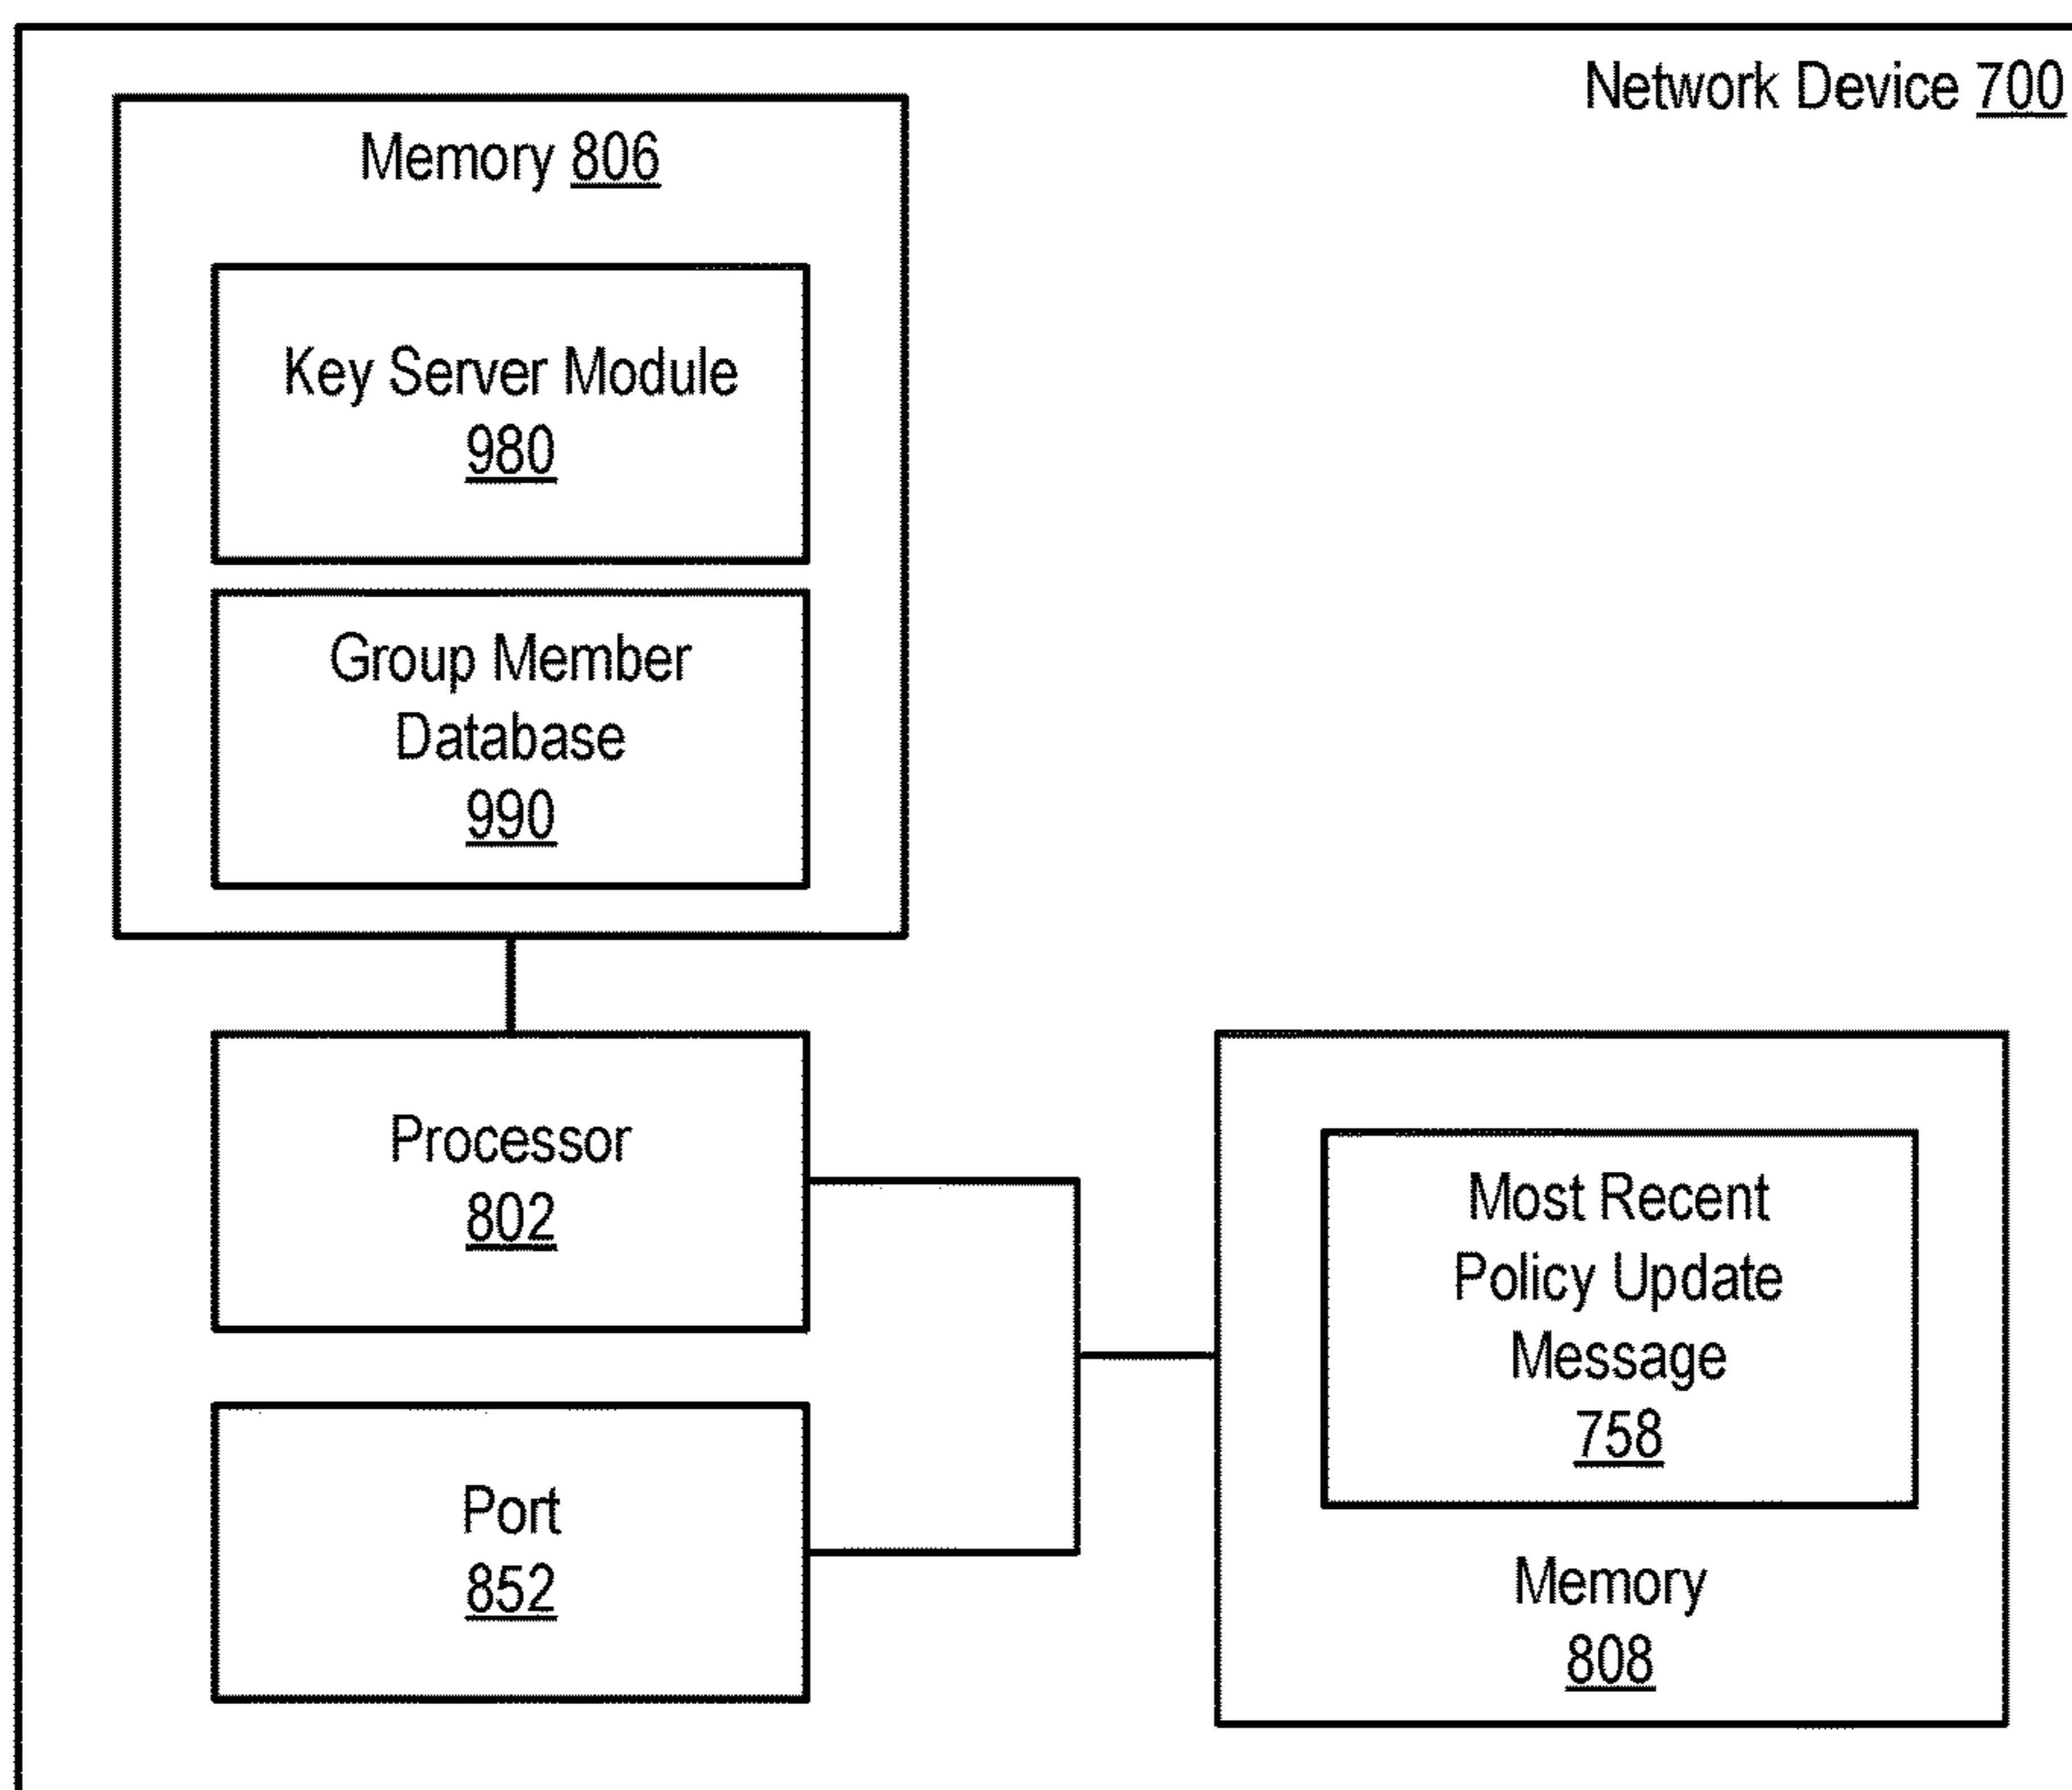 Network Device 700
Memory 806
Key Server Module
980
Group Member
Database
990
Processor
802
Port
852
Most Recent
Policy Update
Message
758
Memory
808